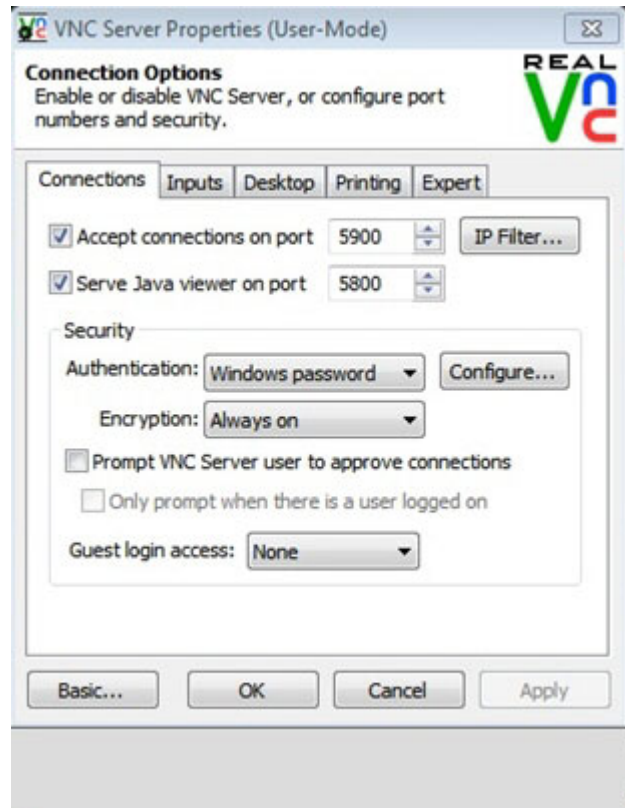 VNC Server Properties (User-Mode)
Connection Options
Enable or disable VNC Server, or configure port
numbers and security.
REAL
VNC
Connections Inputs Desktop Printing Expert
Accept connections on port 5900 IP Filter...
Serve Java viewer on port 5800
Security
Authentication: Windows password Configure...
Encryption: Always on
Prompt VNC Server user to approve connections
Only prompt when there is a user logged on
Guest login access: None
Basic... OK Cancel Apply